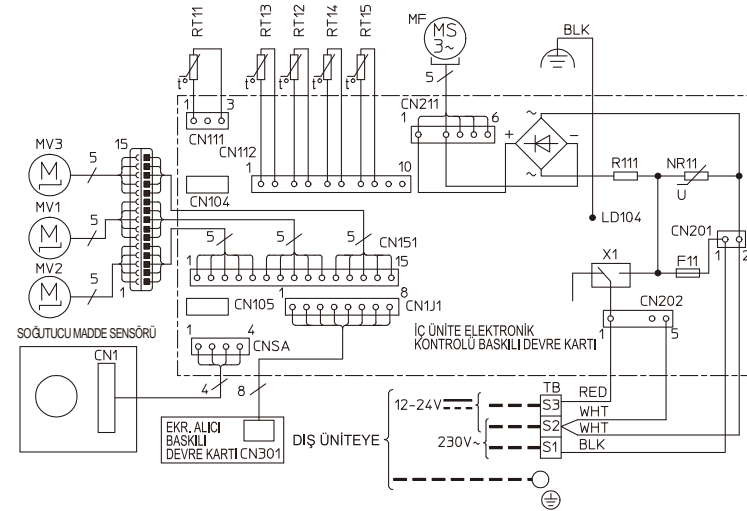 RT11
RT13
RT12
RT14
RT15
MF
MS
3~
BLK
t°
t°
t°
t°
t°
5
1
3
CN111
CN211
1
6
~
+
-
~
CN112
1
10
R111
NR11
U
MV3
15
M
5
CN104
LD104
MV1
M
5
5
5
5
CN151
CN201
1
2
MV2
M
5
1
1
15
X1
F11
CN105
8
CN1J1
CN202
1
5
SOĞUTUCU MADDE SENSÖRÜ
1
4
CNSA
İÇ ÜNİTE ELEKTRONİK
KONTROLÜ BASKILI DEVRE KARTI
CN1
4
8
TB
RED
12-24V
S3
WHT
EKR. ALICI
BASKILI
DEVRE KARTI CN301
DIŞ ÜNİTEYE
S2
WHT
230V~
S1
BLK